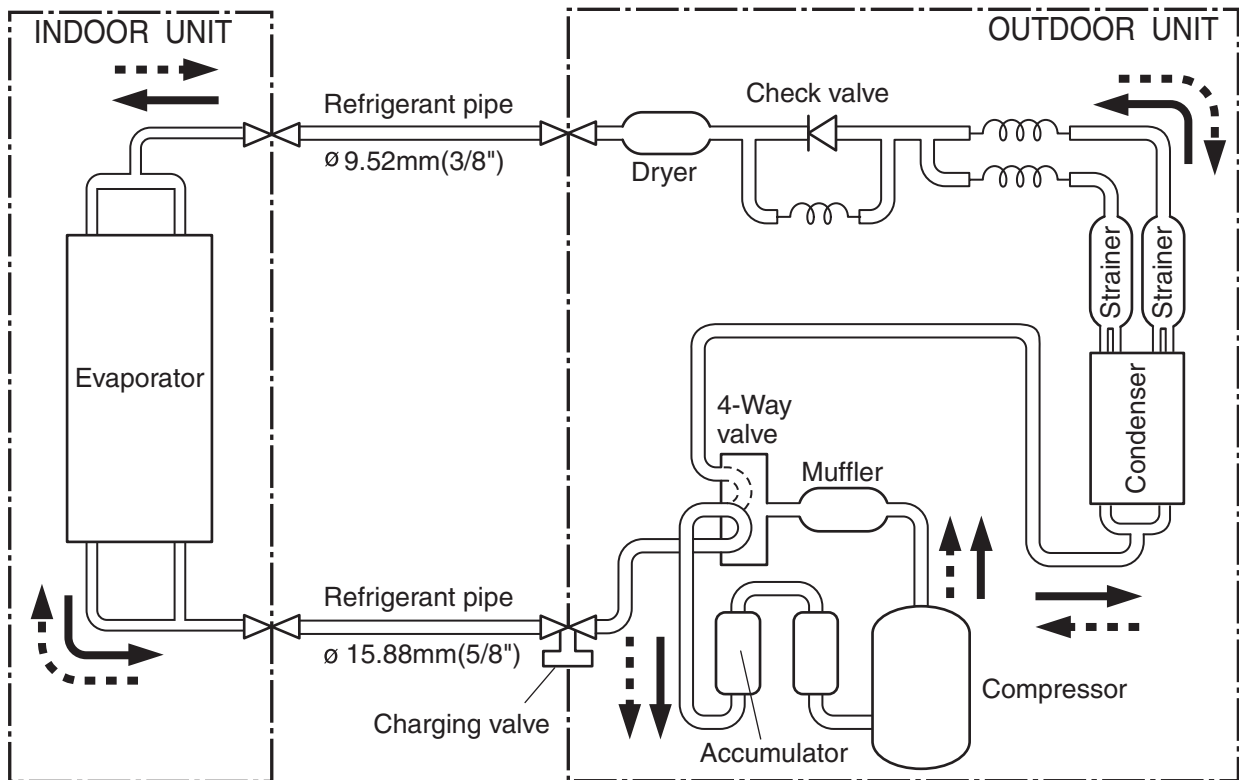 INDOOR UNIT
OUTDOOR UNIT
Refrigerant pipe
ø 9.52mm(3/8")
Dryer
Check valve
Strainer
Strainer
Evaporator
Condenser
4-Way
valve
Muffler
Refrigerant pipe
ø 15.88mm(5/8")
Charging valve
Accumulator
Compressor